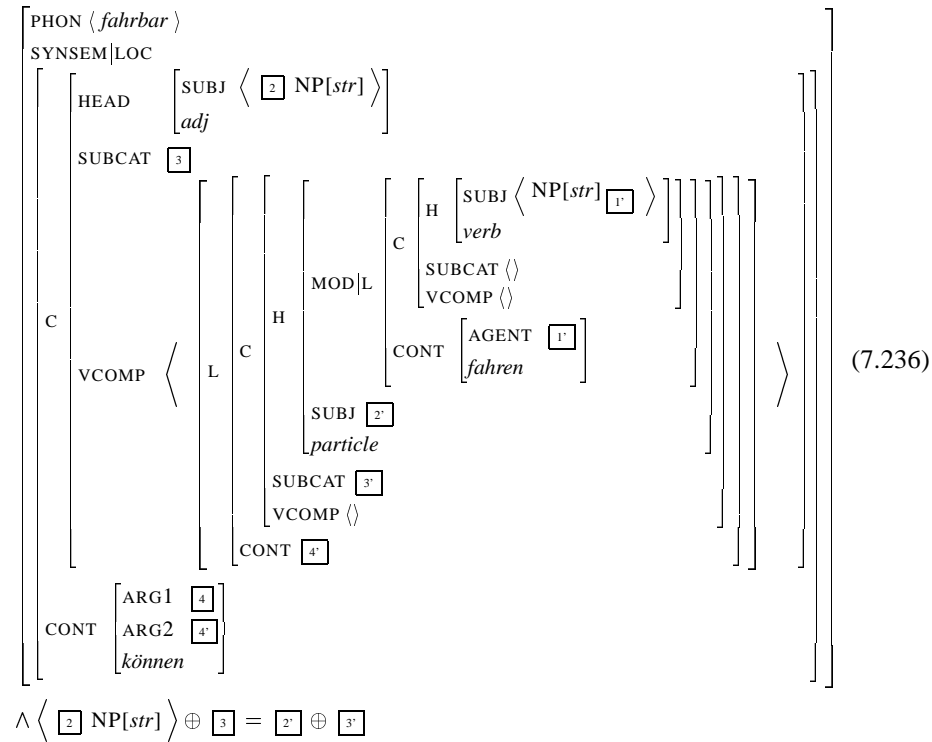 PHON ⟨ fahrbar ⟩
SYNSEM|LOC
HEAD [SUBJ ⟨ 2 NP[str] ⟩
adj]
SUBCAT 3
H [SUBJ ⟨ NP[str] 1' ⟩
verb]
C
SUBCAT ⟨⟩
MOD|L
VCOMP ⟨⟩
H
C
CONT [AGENT 1'
C
fahren]
VCOMP ⟨ L ⟩ (7.236)
SUBJ 2'
particle
SUBCAT 3'
VCOMP ⟨⟩
CONT 4'
ARG1 4
CONT ARG2 4'
können
∧ ⟨ 2 NP[str] ⟩ ⊕ 3 = 2' ⊕ 3'